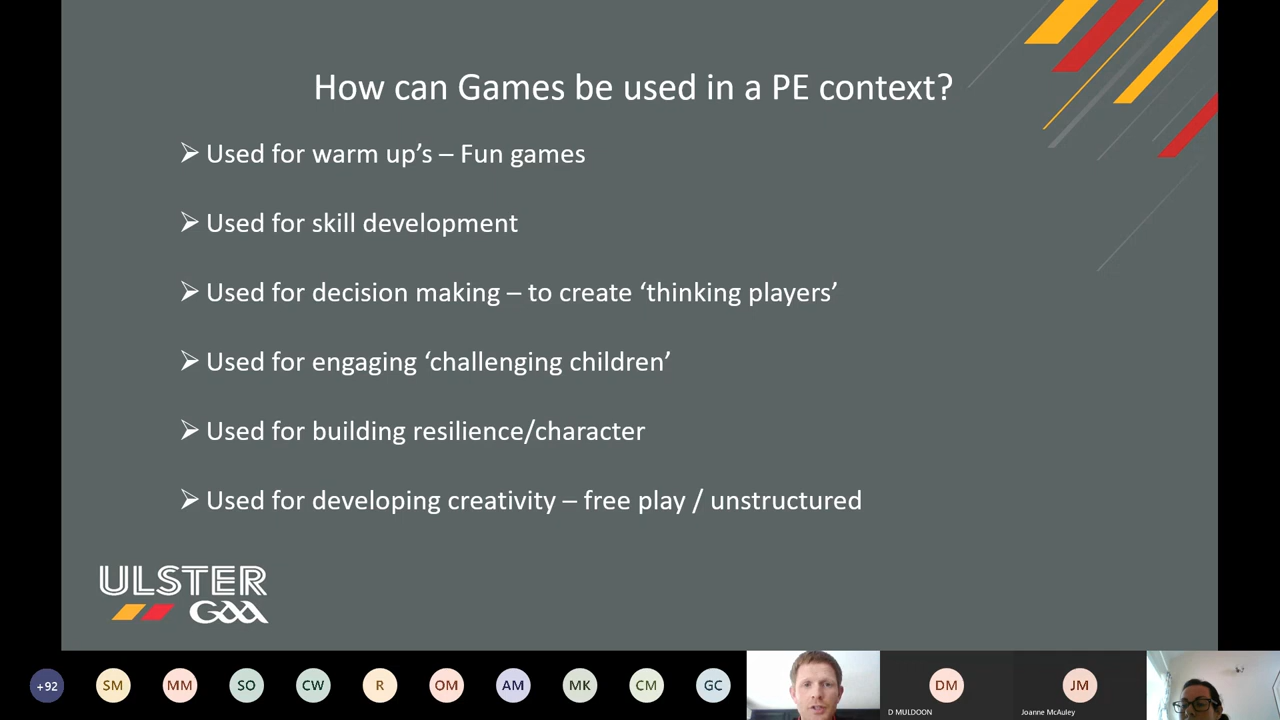 How can Games be used in a PE context?
➢ Used for warm up’s – Fun games
➢ Used for skill development
➢ Used for decision making – to create ‘thinking players’
➢ Used for engaging ‘challenging children’
➢ Used for building resilience/character
➢ Used for developing creativity – free play / unstructured
ULSTER
GAA
+92 SM MM SO CW R OM AM MK CM GC DM JM
D MULDOON Joanne McAuley